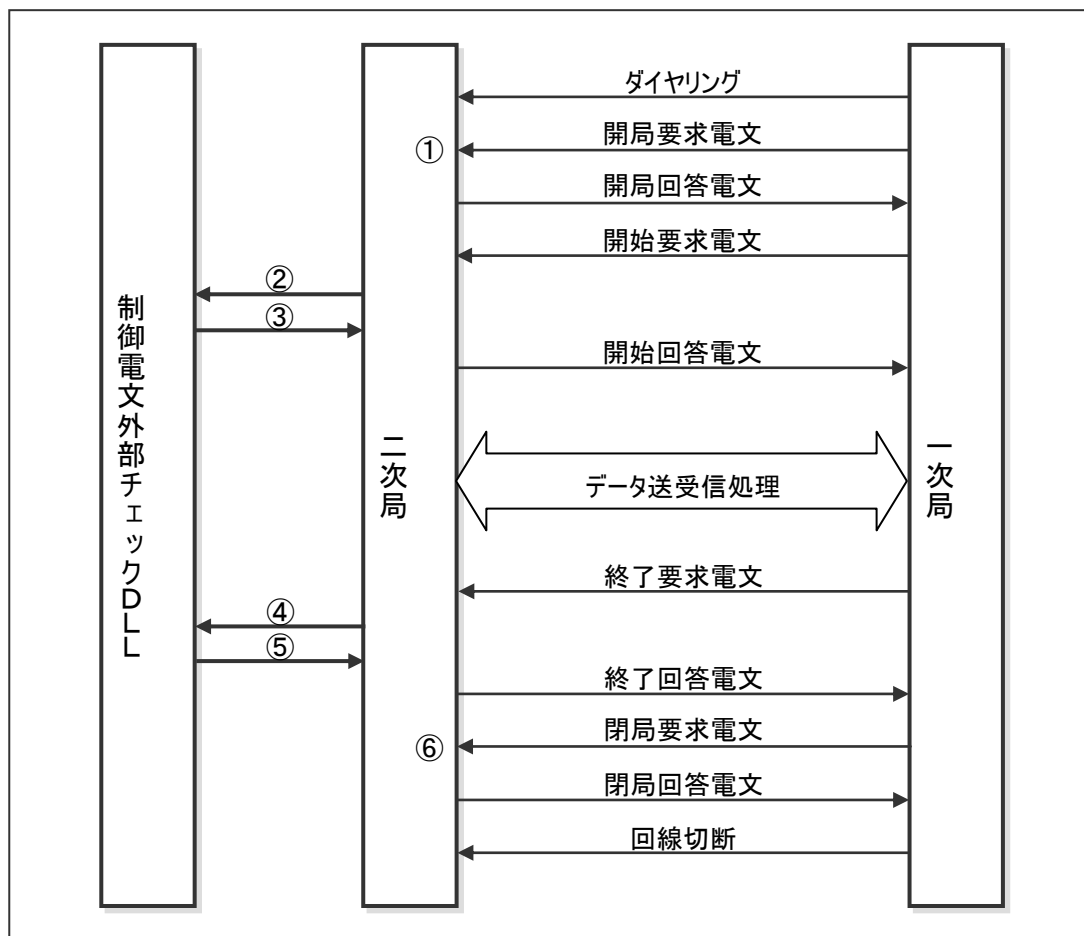 ダイヤリング
① 開局要求電文
開局回答電文
開始要求電文
②
③
開始回答電文
制御電文外部チェックDLL
二次局
一次局
データ送受信処理
終了要求電文
④
⑤
終了回答電文
⑥ 閉局要求電文
閉局回答電文
回線切断